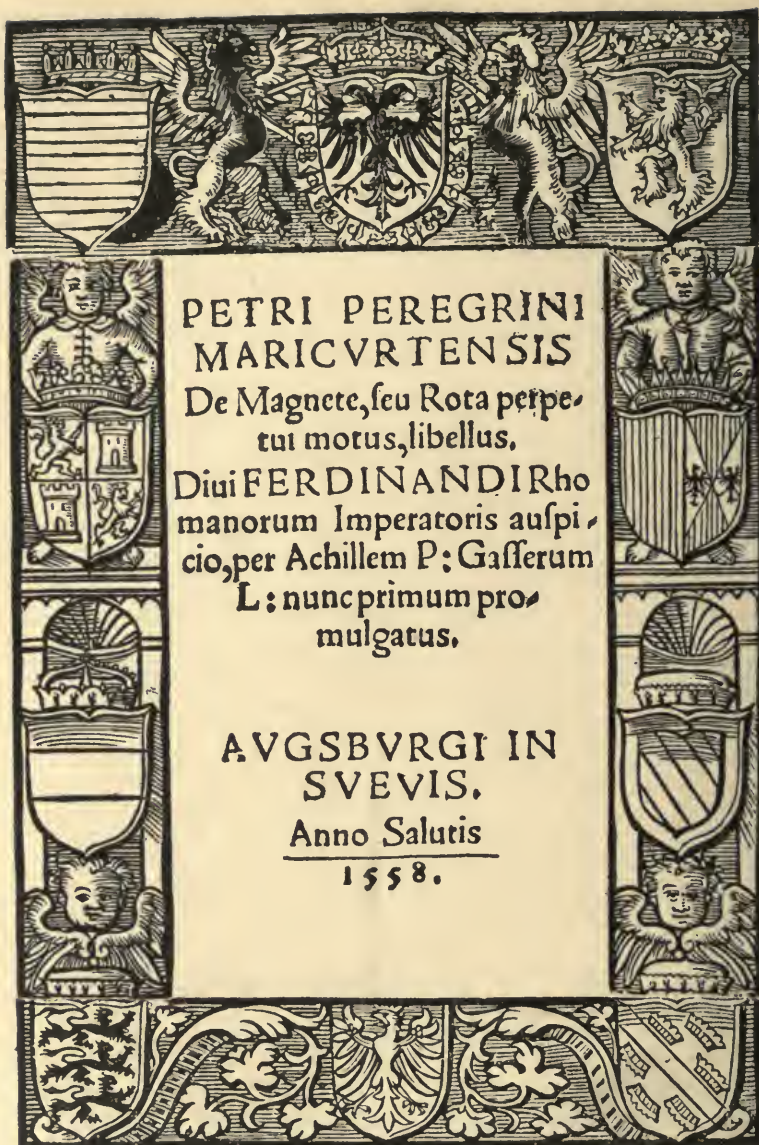 PETRI PEREGRINI
MARICVRTENSIS
De Magnete, ſeu Rota perpe-
tui motus, libellus.
Diui FERDINANDI Rho
manorum Imperatoris auſpi-
cio, per Achillem P: Gaſſerum
L: nunc primum pro-
mulgatus.
AVGSBVRGI IN
SVEVIS.
Anno Salutis
1558.